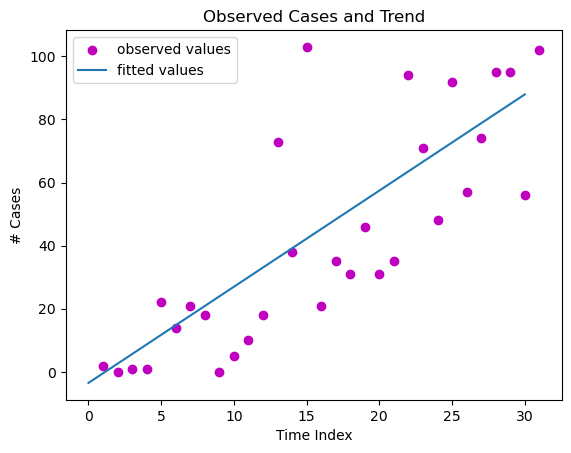 Observed Cases and Trend
observed values
fitted values
100
80
60
40
20
0
# Cases
0 5 10 15 20 25 30
Time Index